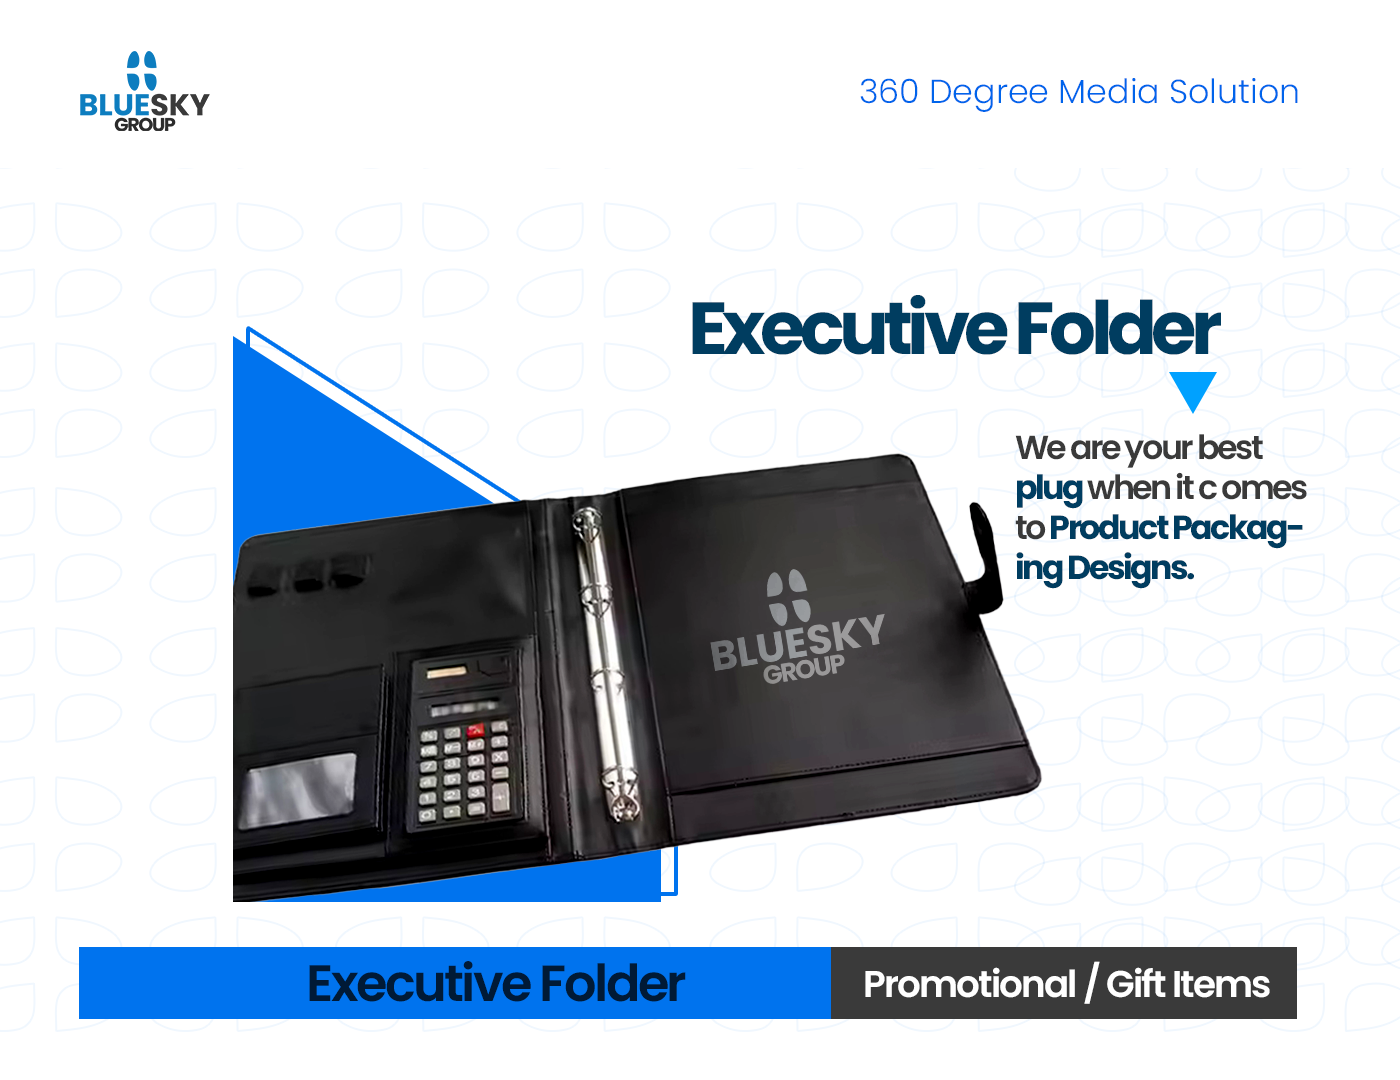 BLUESKY
GROUP
360 Degree Media Solution
Executive Folder
We are your best
plug when it c omes
to Product Packag-
ing Designs.
BLUESKY
GROUP
Executive Folder
Promotional / Gift Items